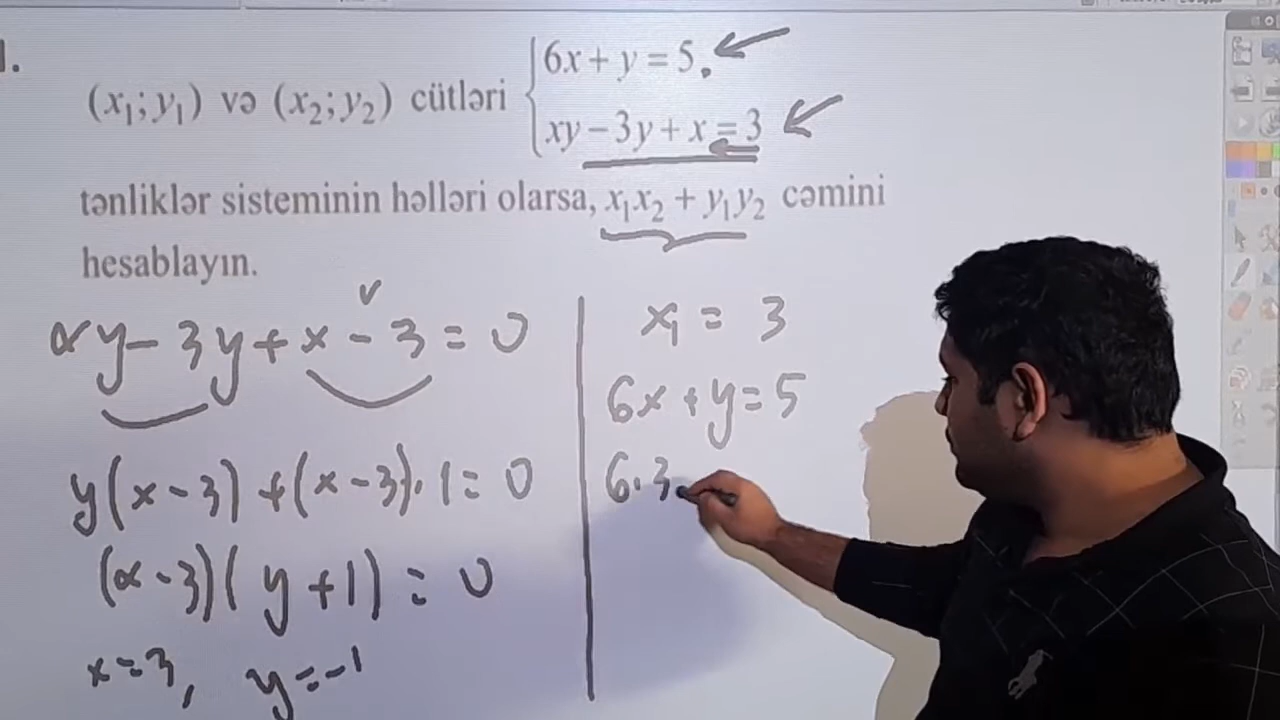 1.
(x₁; y₁) və (x₂; y₂) cütləri { 6x + y = 5
xy − 3y + x = 3
tənliklər sisteminin həlləri olarsa, x₁x₂ + y₁y₂ cəmini
hesablayın.
xy − 3y + x − 3 = 0
y(x − 3) + (x − 3) · 1 = 0
(x − 3)(y + 1) = 0
x = 3, y = −1
x₁ = 3
6x + y = 5
6 · 3